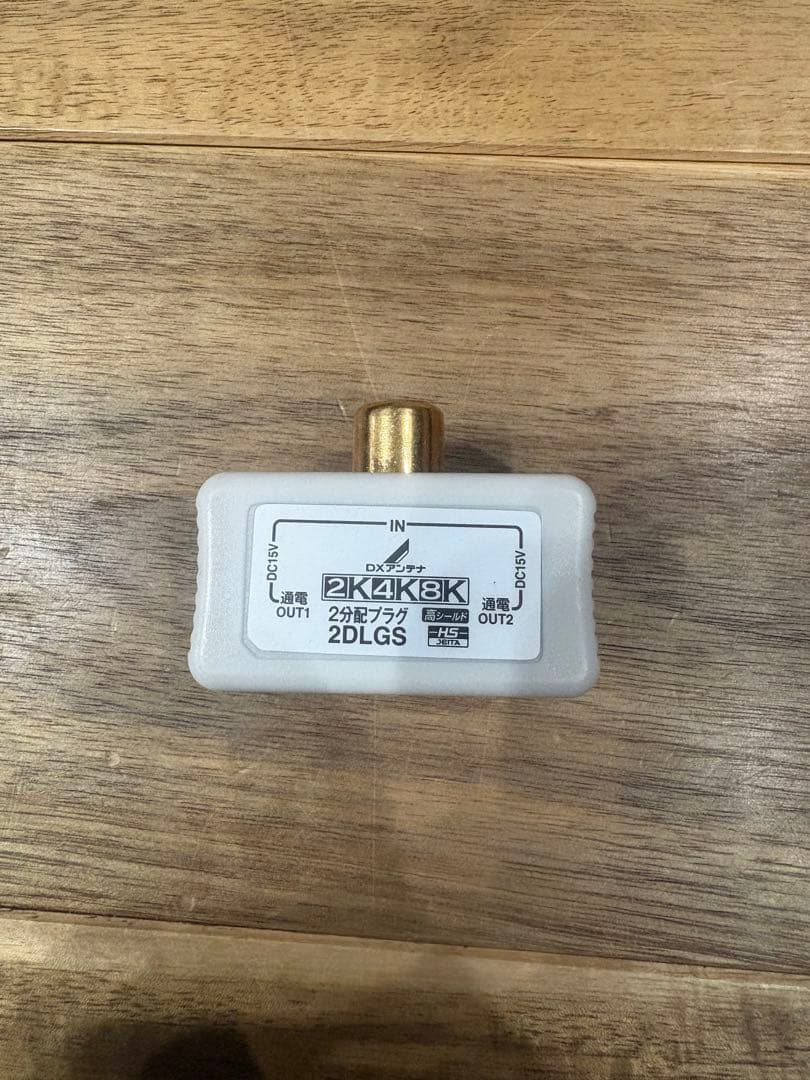 IN
DC15V
DC15V
DXアンテナ
2K4K8K
通電
OUT1
通電
OUT2
2分配プラグ
高シールド
2DLGS
HS
JEITA